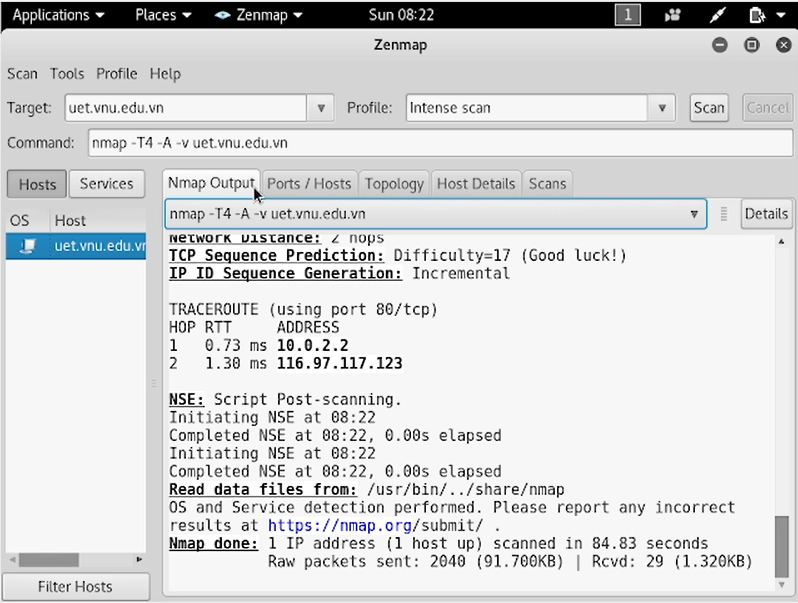 Applications Places Zenmap Sun 08:22 1
Zenmap
Scan Tools Profile Help
Target: uet.vnu.edu.vn Profile: Intense scan Scan Cancel
Command: nmap -T4 -A -v uet.vnu.edu.vn
Hosts Services Nmap Output Ports / Hosts Topology Host Details Scans
nmap -T4 -A -v uet.vnu.edu.vn Details
OS Host
uet.vnu.edu.vn
Network Distance: 2 hops
TCP Sequence Prediction: Difficulty=17 (Good luck!)
IP ID Sequence Generation: Incremental
TRACEROUTE (using port 80/tcp)
HOP RTT ADDRESS
1 0.73 ms 10.0.2.2
2 1.30 ms 116.97.117.123
NSE: Script Post-scanning.
Initiating NSE at 08:22
Completed NSE at 08:22, 0.00s elapsed
Initiating NSE at 08:22
Completed NSE at 08:22, 0.00s elapsed
Read data files from: /usr/bin/../share/nmap
OS and Service detection performed. Please report any incorrect
results at https://nmap.org/submit/ .
Nmap done: 1 IP address (1 host up) scanned in 84.83 seconds
Raw packets sent: 2040 (91.700KB) | Rcvd: 29 (1.320KB)
Filter Hosts